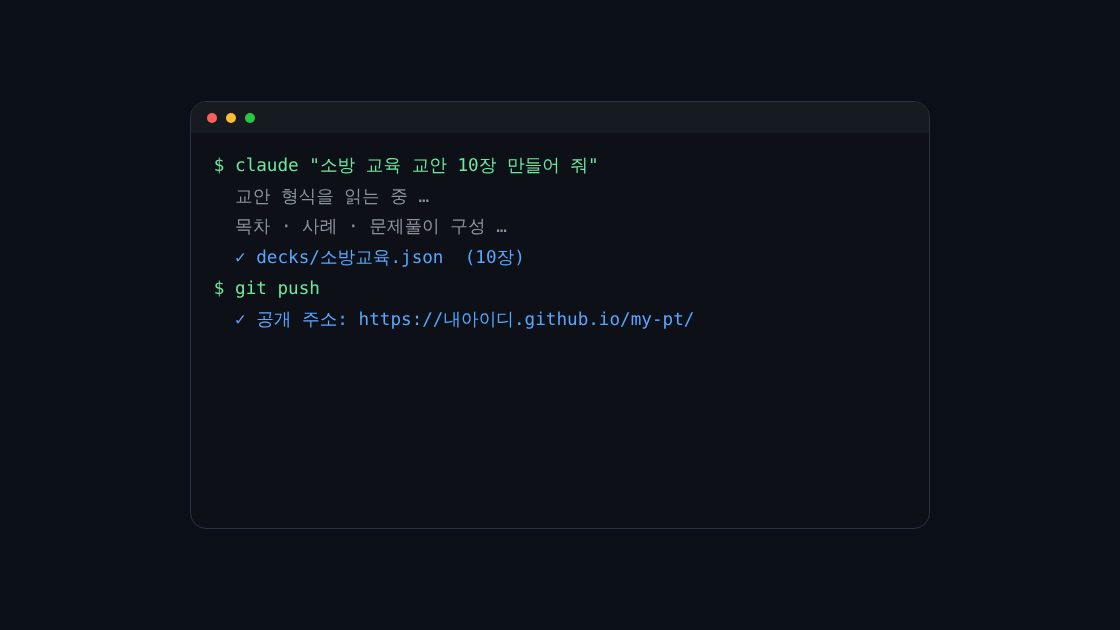 $ claude "소방 교육 교안 10장 만들어 줘"
교안 형식을 읽는 중 …
목차 · 사례 · 문제풀이 구성 …
✓ decks/소방교육.json  (10장)
$ git push
✓ 공개 주소: https://내아이디.github.io/my-pt/